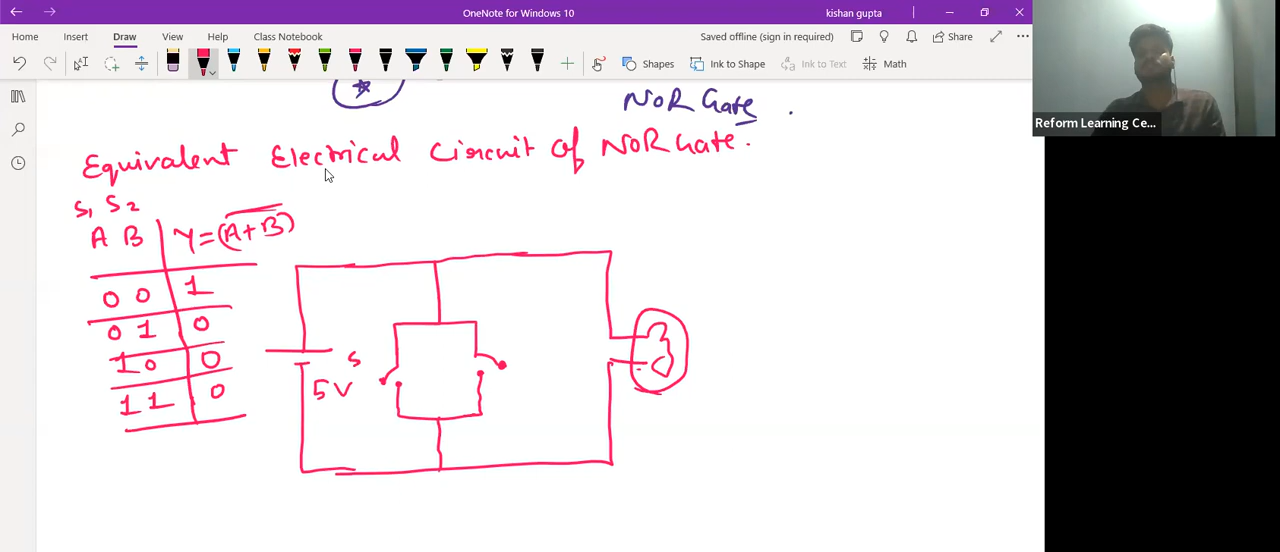 OneNote for Windows 10
kishan gupta
Home Insert Draw View Help Class Notebook
Saved offline (sign in required)
Share
Shapes Ink to Shape Ink to Text Math
Reform Learning Ce...
NOR Gate .
Equivalent Electrical Circuit of NOR Gate.
S1 S2
A B Y=(A+B)̅
0 0 1
0 1 0
1 0 0
1 1 0
S
5V